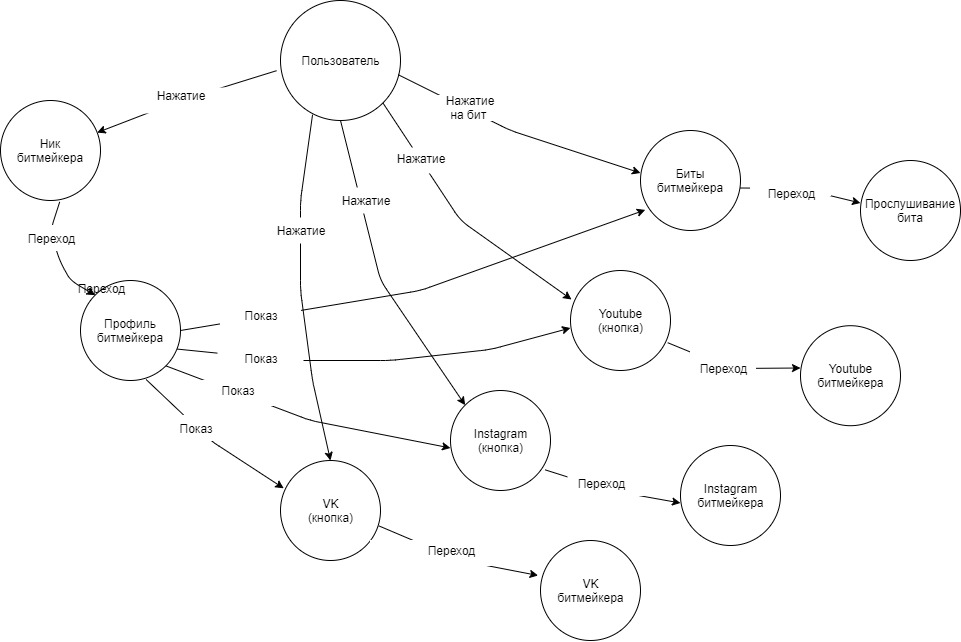 Пользователь
Нажатие
Нажатие
на бит
Ник
битмейкера
Нажатие
Биты
битмейкера
Переход
Прослушивание
бита
Нажатие
Нажатие
Переход
Переход
Профиль
битмейкера
Показ
Youtube
(кнопка)
Показ
Переход
Youtube
битмейкера
Показ
Показ
Instagram
(кнопка)
Переход
Instagram
битмейкера
VK
(кнопка)
Переход
VK
битмейкера